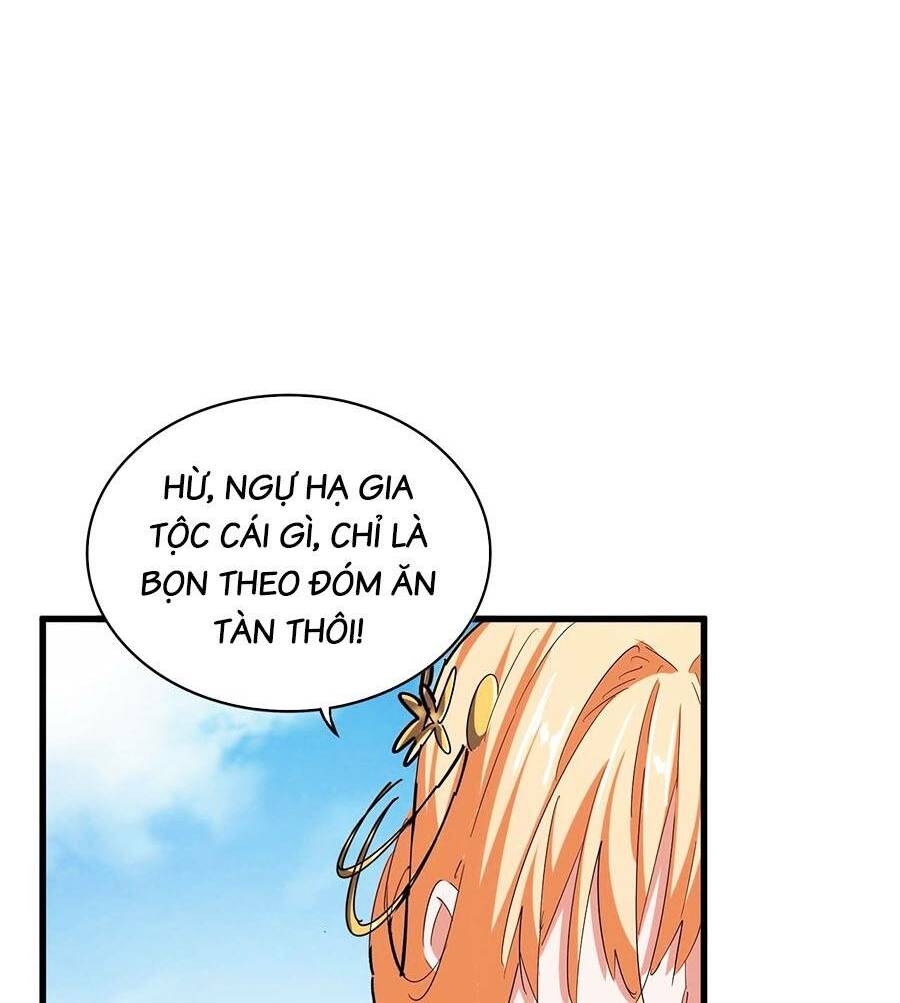 HỪ, NGỰ HẠ GIA
TỘC CÁI GÌ, CHỈ LÀ
BỌN THEO ĐÓM ĂN
TÀN THÔI!